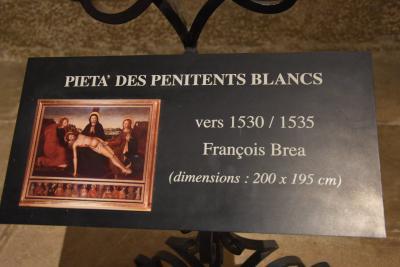 PIETA' DES PENITENTS BLANCS
vers 1530 / 1535
François Brea
(dimensions : 200 x 195 cm)